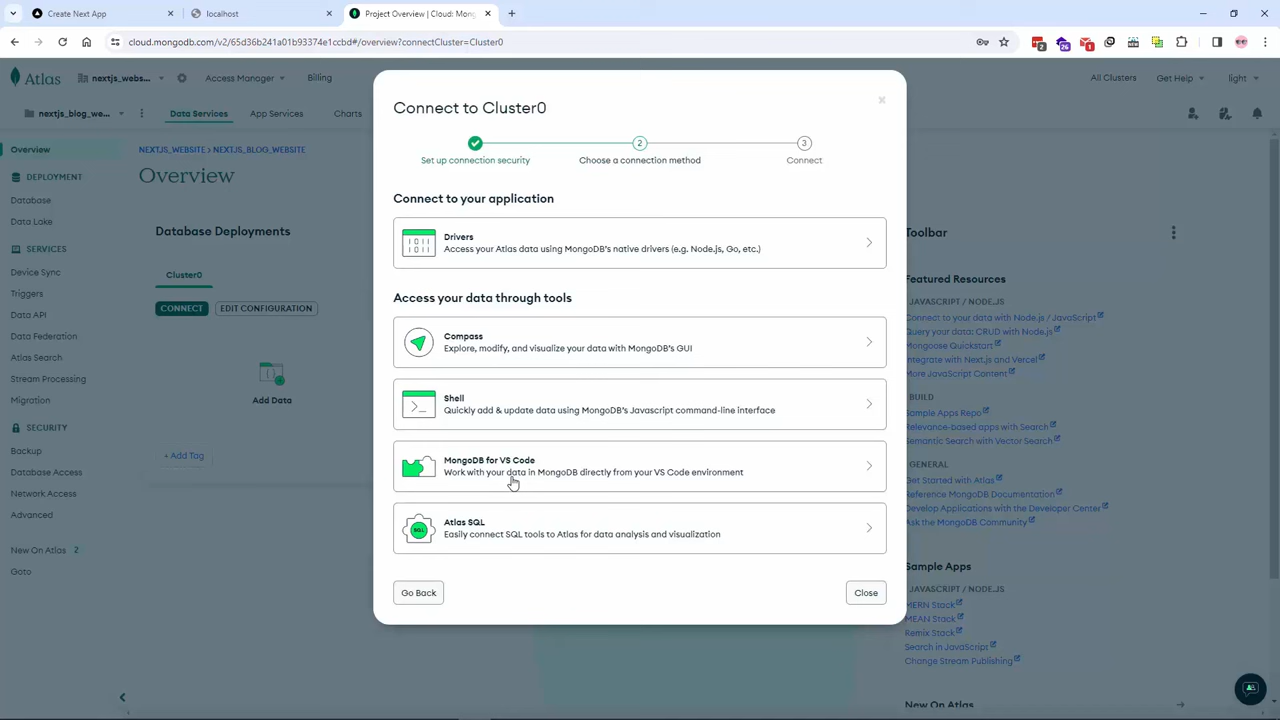 Create Next App
localhost
Project Overview | Cloud: Mong
cloud.mongodb.com/v2/65d36b241a01b93374e1ccbd#/overview?connectCluster=Cluster0
2
26
1
Atlas
nextjs_webs...
Access Manager
Billing
All Clusters
Get Help
light
nextjs_blog_we...
Data Services
App Services
Charts
Overview
DEPLOYMENT
Database
Data Lake
SERVICES
Device Sync
Triggers
Data API
Data Federation
Atlas Search
Stream Processing
Migration
SECURITY
Backup
Database Access
Network Access
Advanced
New On Atlas 2
Goto
NEXTJS_WEBSITE > NEXTJS_BLOG_WEBSITE
Overview
Database Deployments
Cluster0
CONNECT
EDIT CONFIGURATION
Add Data
+ Add Tag
Connect to Cluster0
2
3
Set up connection security
Choose a connection method
Connect
Connect to your application
Drivers
Access your Atlas data using MongoDB's native drivers (e.g. Node.js, Go, etc.)
Access your data through tools
Compass
Explore, modify, and visualize your data with MongoDB's GUI
Shell
Quickly add & update data using MongoDB's Javascript command-line interface
MongoDB for VS Code
Work with your data in MongoDB directly from your VS Code environment
SQL
Atlas SQL
Easily connect SQL tools to Atlas for data analysis and visualization
Go Back
Close
Toolbar
Featured Resources
JAVASCRIPT / NODE.JS
Connect to your data with Node.js / JavaScript
Query your data: CRUD with Node.js
Mongoose Quickstart
Integrate with Next.js and Vercel
More JavaScript Content
BUILD
Sample Apps Repo
Relevance-based apps with Search
Semantic Search with Vector Search
GENERAL
Get Started with Atlas
Reference MongoDB Documentation
Develop Applications with the Developer Center
Ask the MongoDB Community
Sample Apps
JAVASCRIPT / NODE.JS
MERN Stack
MEAN Stack
Remix Stack
Search in JavaScript
Change Stream Publishing
New On Atlas